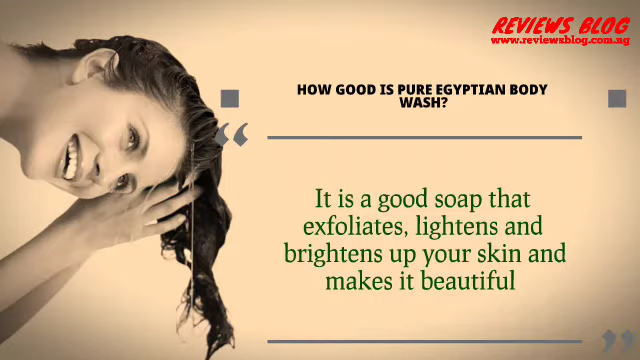 REVIEWS BLOG
www.reviewsblog.com.ng
HOW GOOD IS PURE EGYPTIAN BODY
WASH?
“
It is a good soap that
exfoliates, lightens and
brightens up your skin and
makes it beautiful
”